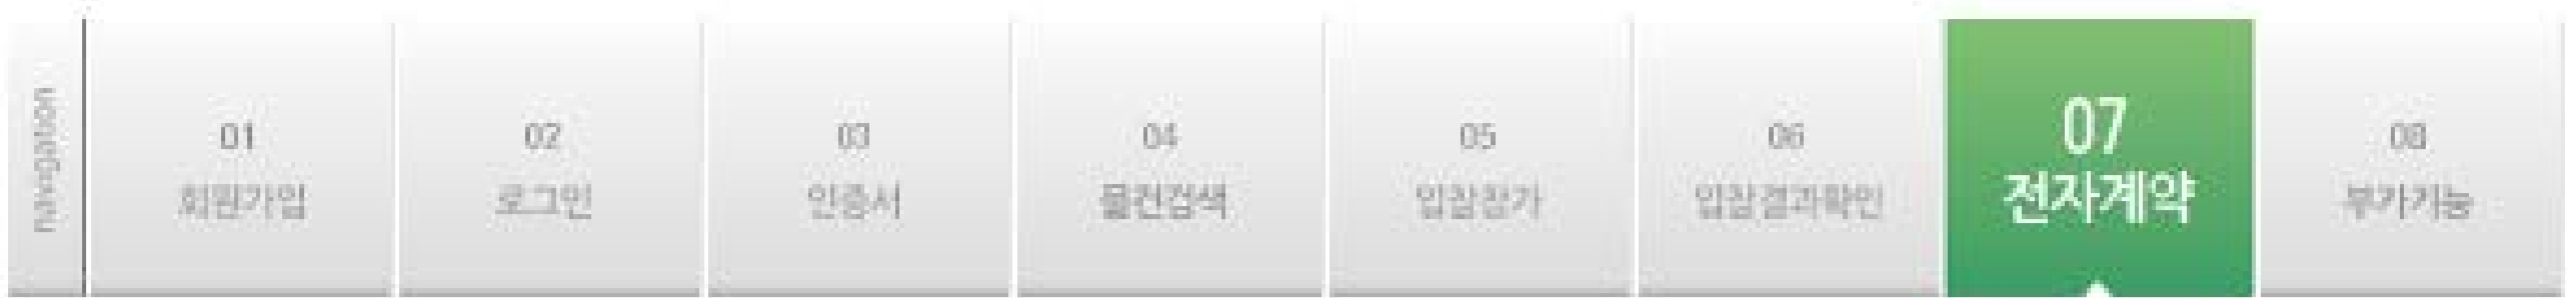 navigation
01
회원가입
02
로그인
03
인증서
04
물건검색
05
입찰참가
06
입찰결과확인
07
전자계약
08
부가기능